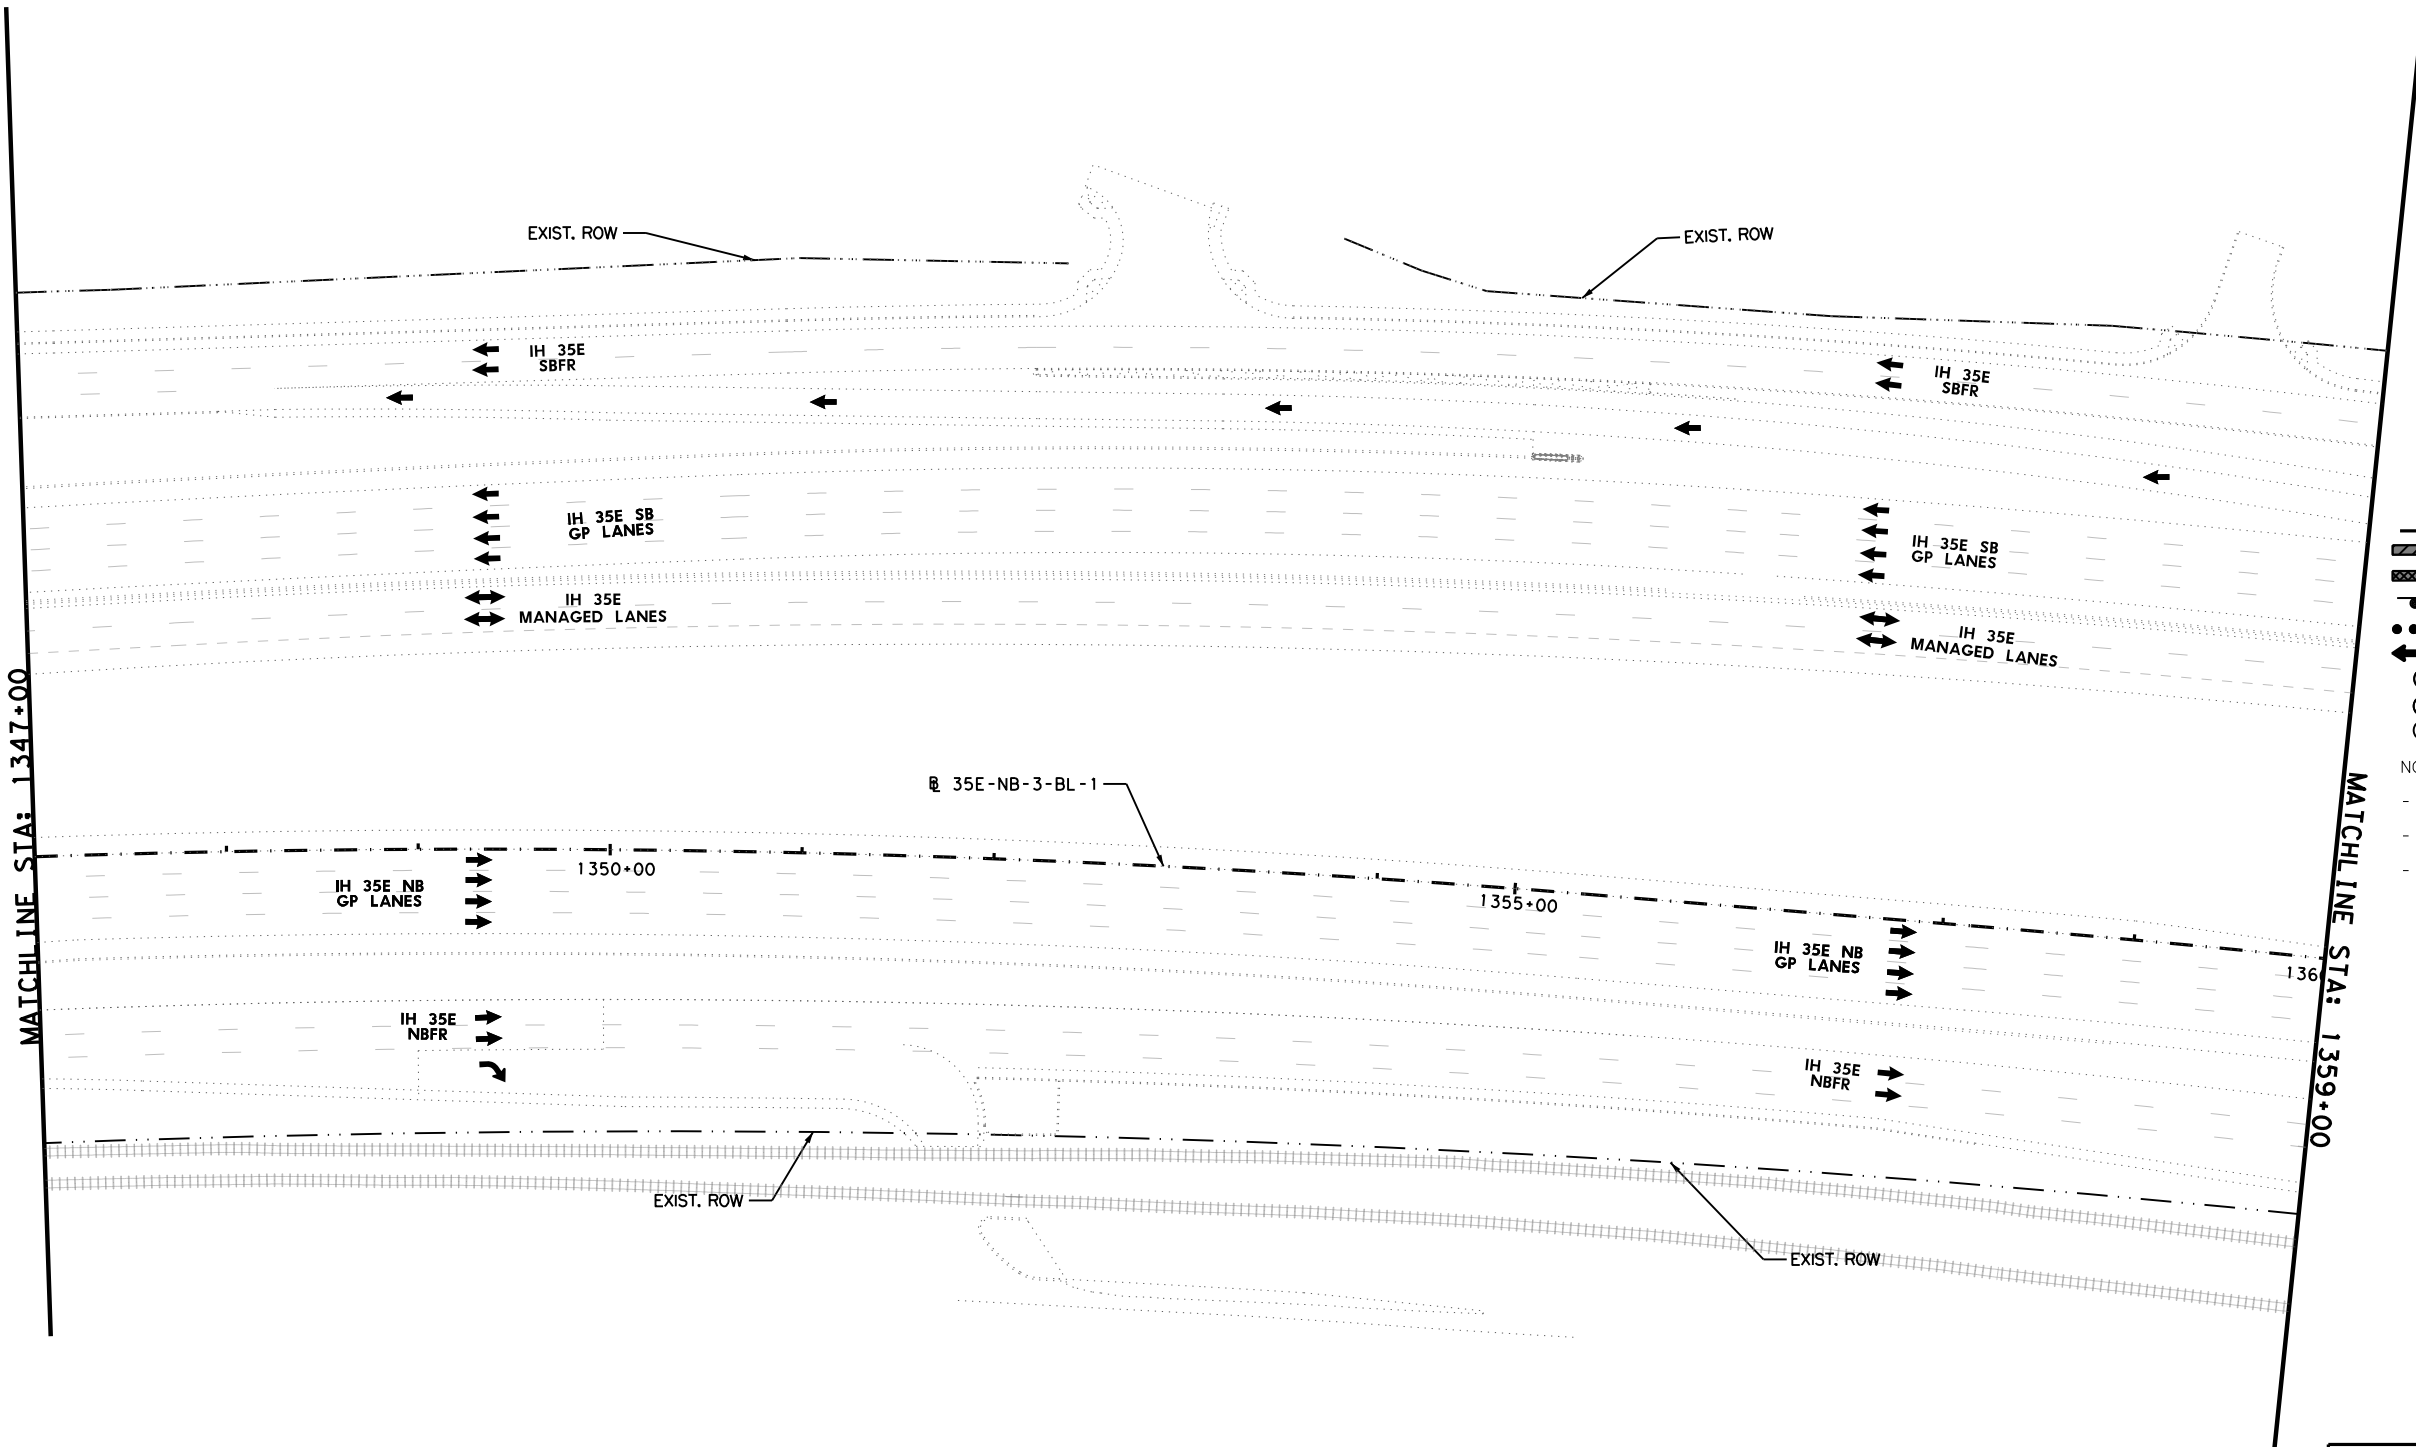 EXIST. ROW
EXIST. ROW
IH 35E
SBFR
IH 35E
SBFR
IH 35E SB
GP LANES
IH 35E SB
GP LANES
IH 35E
MANAGED LANES
IH 35E
MANAGED LANES
MATCHLINE STA: 1347+00
MATCHLINE STA: 1359+00
NO
℄ 35E-NB-3-BL-1
1350+00
1355+00
136
IH 35E NB
GP LANES
IH 35E NB
GP LANES
IH 35E
NBFR
IH 35E
NBFR
EXIST. ROW
EXIST. ROW